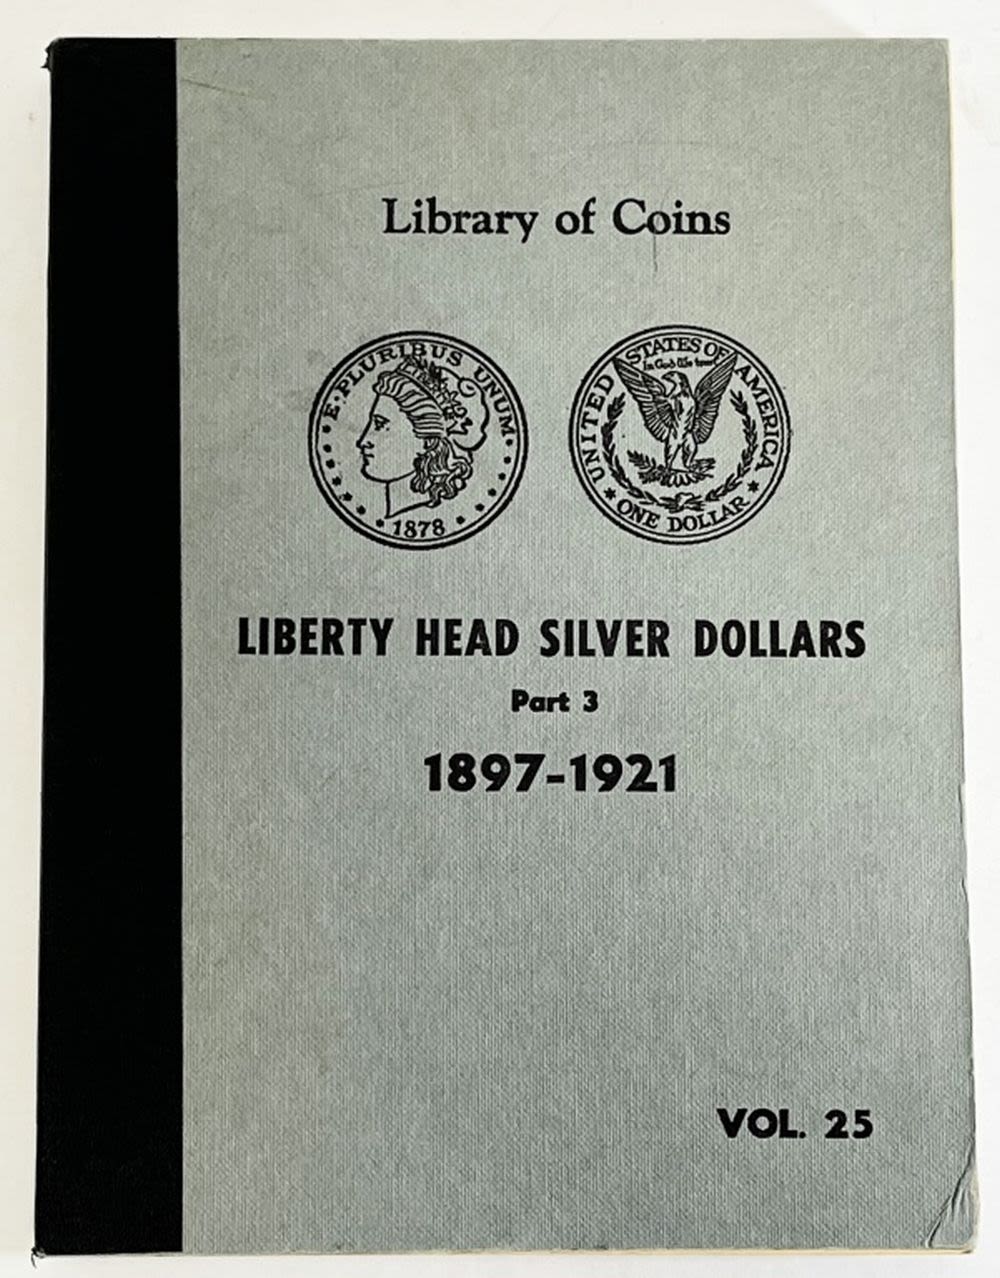 Library of Coins
E·PLURIBUS UNUM
1878
UNITED STATES OF AMERICA
In God We trust
ONE DOLLAR
LIBERTY HEAD SILVER DOLLARS
Part 3
1897-1921
VOL. 25